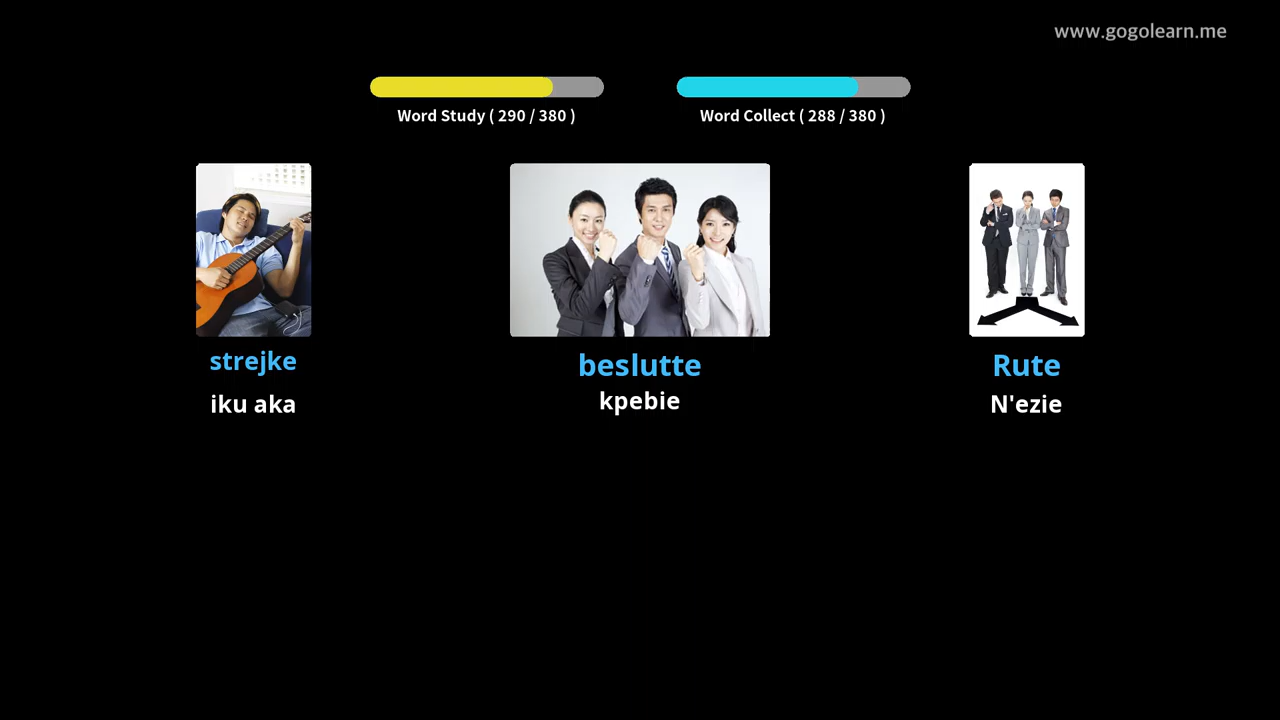 www.gogolearn.me
Word Study ( 290 / 380 )
Word Collect ( 288 / 380 )
strejke
iku aka
beslutte
kpebie
Rute
N'ezie